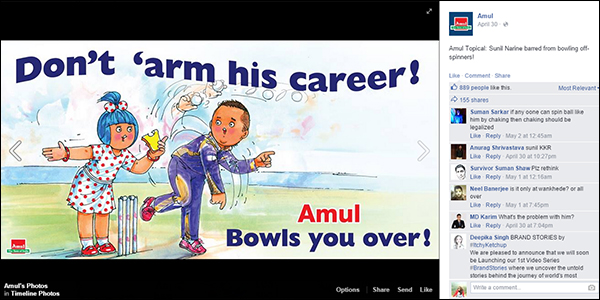 Don't 'arm his career!
Amul
Bowls you over!
Amul
Amul's Photos
in Timeline Photos
Options Share Send Like
Amul
April 30
Amul Topical: Sunil Narine barred from bowling off-
spinners!
Like · Comment · Share
889 people like this.
Most Relevant
155 shares
Suman Sarkar if any oone can spin ball like
him by chaking then chaking should be
legalized
Like · Reply · May 2 at 12:45am
Anurag Shrivastava sunil KKR
Like · Reply · April 30 at 10:27pm
Survivor Suman Shaw Plz rethink
Like · Reply · May 1 at 12:16am
Neel Banerjee is it only at wankhede? or all
over
Like · Reply · May 1 at 7:45pm
MD Karim What's the problem with him?
Like · Reply · April 30 at 7:04pm
Deepika Singh BRAND STORIES by
#ItchyKetchup
We are pleased to announce that we will soon
be Launching our 1st Video Series
#BrandStories where we uncover the untold
stories behind the journey of world's most
Write a comment...